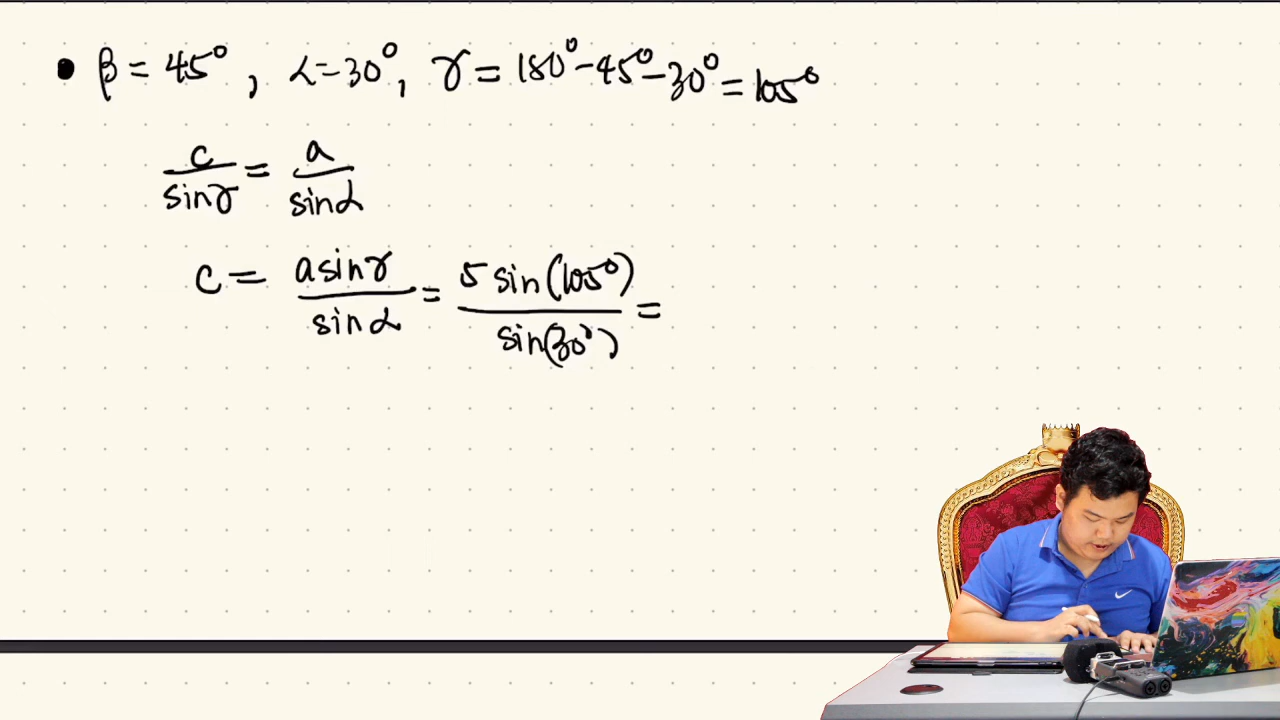 • β = 45°, α = 30°, γ = 180° - 45° - 30° = 105°
c/sinγ = a/sinα
c = a sinγ/sinα = 5 sin(105°)/sin(30°) =